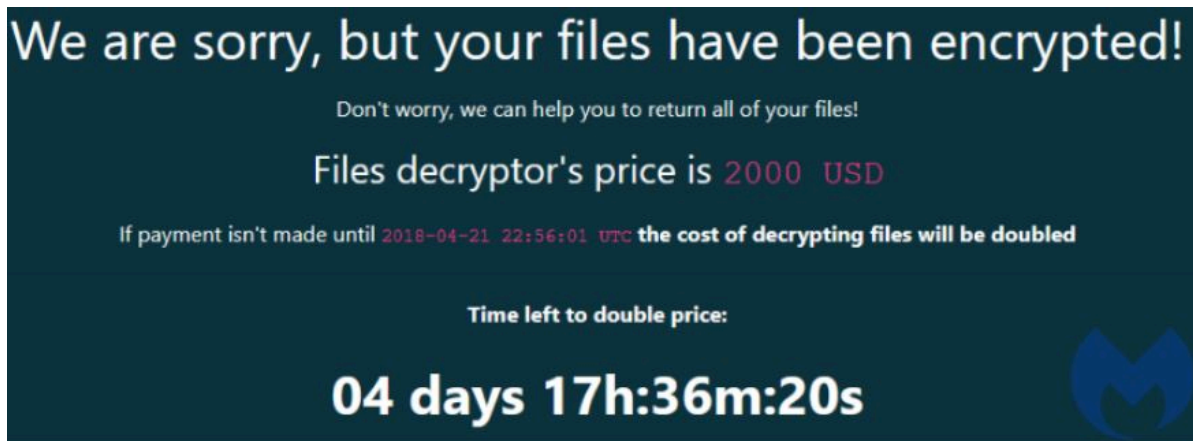 We are sorry, but your files have been encrypted!
Don't worry, we can help you to return all of your files!
Files decryptor's price is 2000 USD
If payment isn't made until 2018-04-21 22:56:01 UTC the cost of decrypting files will be doubled
Time left to double price:
04 days 17h:36m:20s